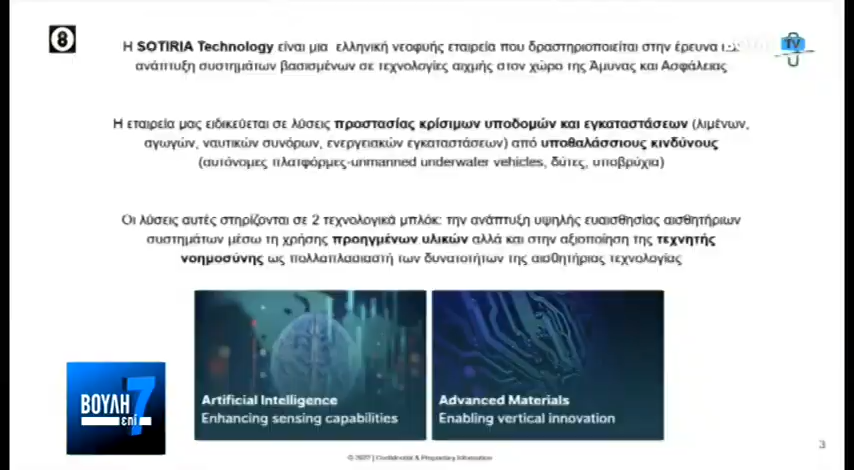 8
Η SOTIRIA Technology είναι μια ελληνική νεοφυής εταιρεία που δραστηριοποιείται στην έρευνα
TV
ανάπτυξη συστημάτων βασισμένων σε τεχνολογίες αιχμής στον χώρο της Άμυνας και Ασφάλειας
Η εταιρεία μας ειδικεύεται σε λύσεις προστασίας κρίσιμων υποδομών και εγκαταστάσεων (λιμένων,
αγωγών, ναυτικών συνόρων, ενεργειακών εγκαταστάσεων) από υποθαλάσσιους κινδύνους
(αυτόνομες πλατφόρμες-unmanned underwater vehicles, δύτες, υποβρύχια)
Οι λύσεις αυτές στηρίζονται σε 2 τεχνολογικά μπλόκ: την ανάπτυξη υψηλής ευαισθησίας αισθητήριων
συστημάτων μέσω τη χρήσης προηγμένων υλικών αλλά και στην αξιοποίηση της τεχνητής
νοημοσύνης ως πολλαπλασιαστή των δυνατοτήτων της αισθητήριας τεχνολογίας
Artificial Intelligence
Enhancing sensing capabilities
Advanced Materials
Enabling vertical innovation
ΒΟΥΛΗ
επί 7
3
| Confidential & Proprietary Information